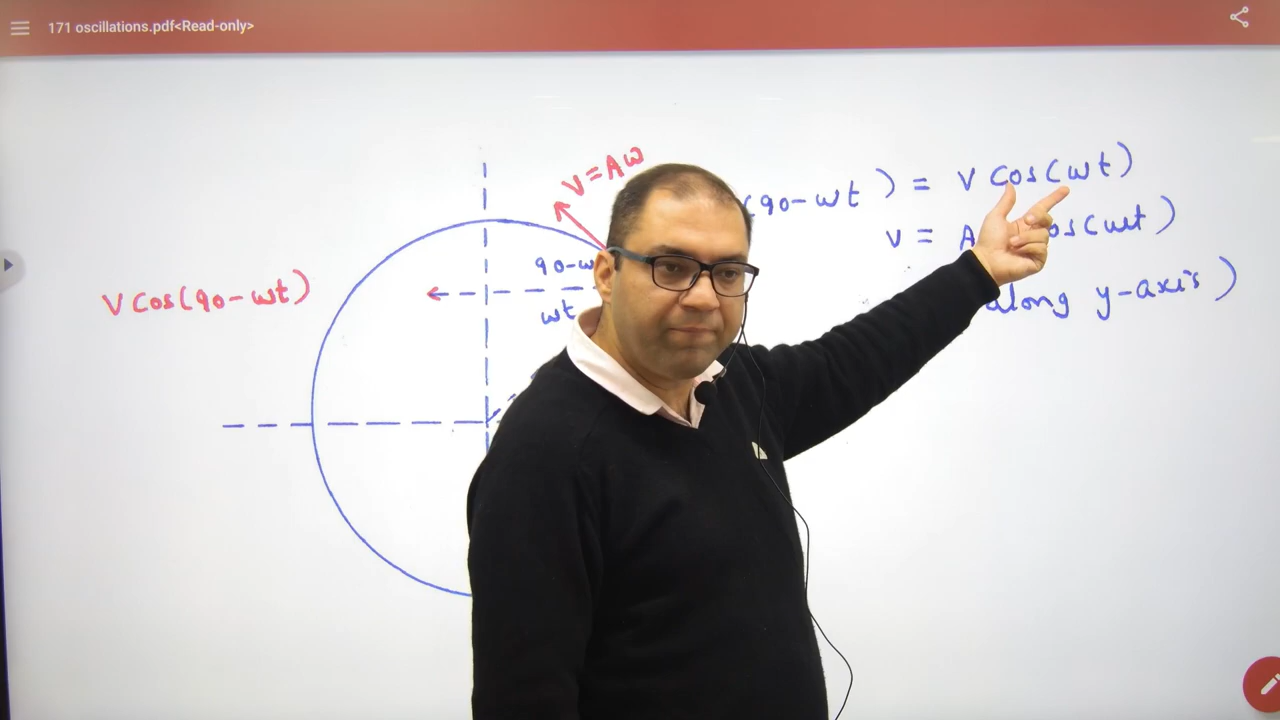 171 oscillations.pdf<Read-only>
V = Aω
(90-ωt) = V Cos(ωt)
V = A os(ωt)
90-ω
V Cos(90-ωt)
ωt
along y-axis)